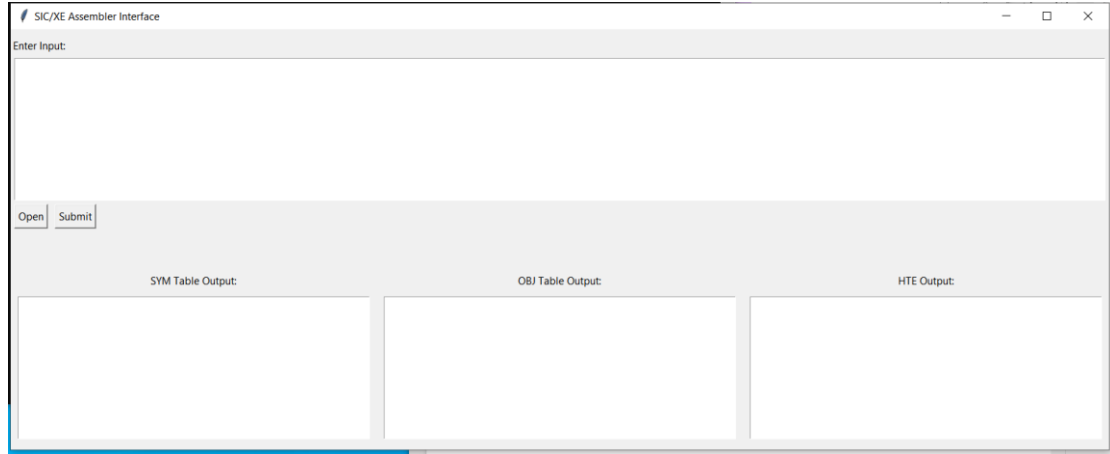 SIC/XE Assembler Interface
Enter Input:
Open Submit
SYM Table Output: OBJ Table Output: HTE Output: